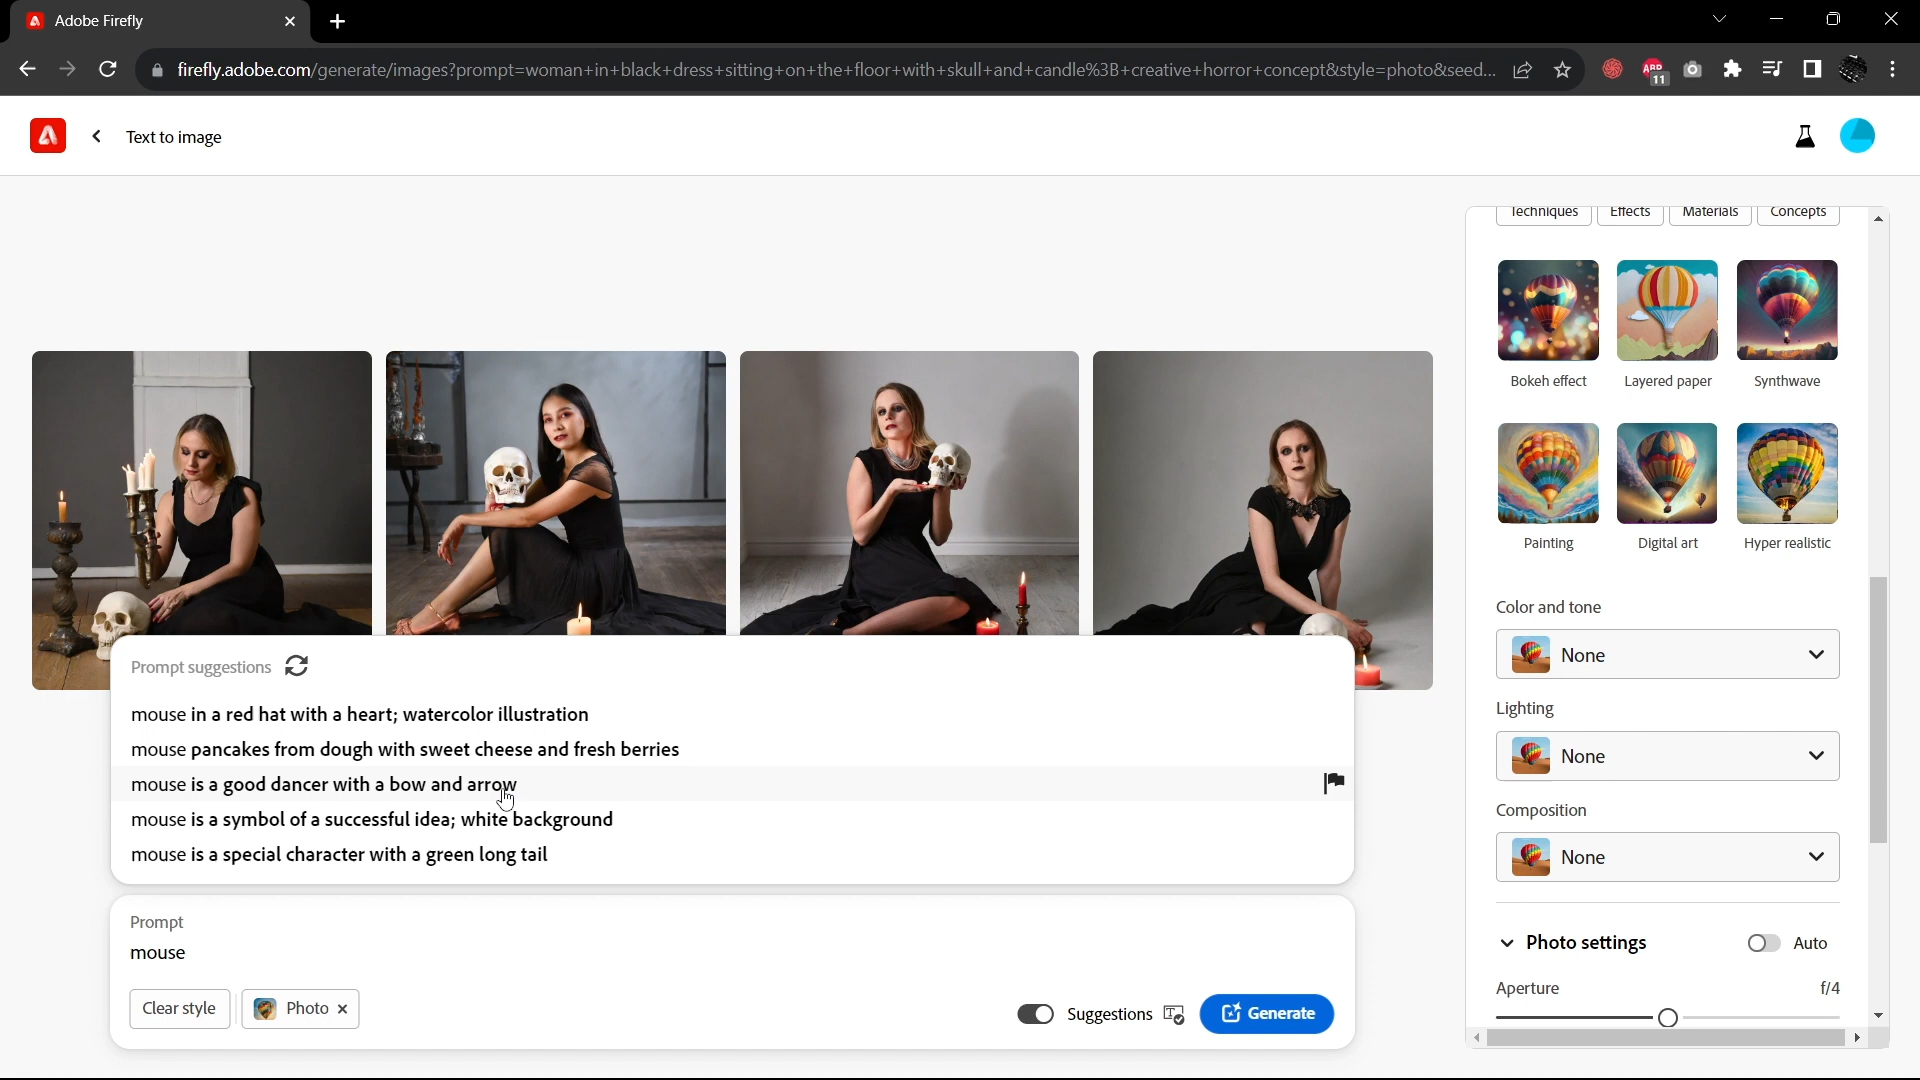 Adobe Firefly
firefly.adobe.com/generate/images?prompt=woman+in+black+dress+sitting+on+the+floor+with+skull+and+candle%3B+creative+horror+concept&style=photo&seed...
ABP
11
Text to image
Techniques Effects Materials Concepts
Bokeh effect Layered paper Synthwave
Painting Digital art Hyper realistic
Color and tone
None
Lighting
None
Composition
None
Photo settings Auto
Aperture f/4
Prompt suggestions
mouse in a red hat with a heart; watercolor illustration
mouse pancakes from dough with sweet cheese and fresh berries
mouse is a good dancer with a bow and arrow
mouse is a symbol of a successful idea; white background
mouse is a special character with a green long tail
Prompt
mouse
Clear style Photo Suggestions Generate